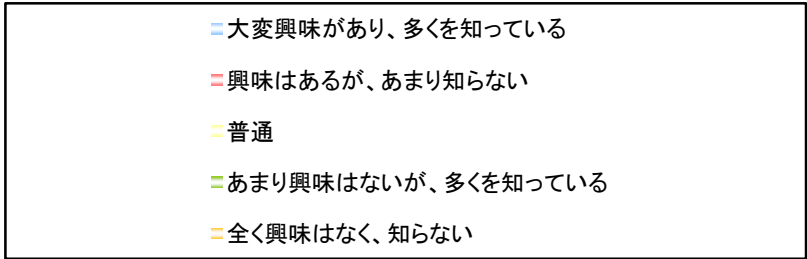 大変興味があり、多くを知っている
興味はあるが、あまり知らない
普通
あまり興味はないが、多くを知っている
全く興味はなく、知らない